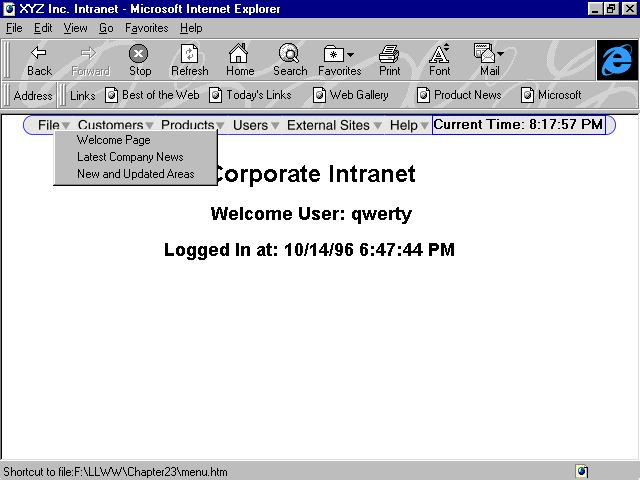 XYZ Inc. Intranet - Microsoft Internet Explorer
File Edit View Go Favorites Help
Back Forward Stop Refresh Home Search Favorites Print Font Mail
Address Links Best of the Web Today's Links Web Gallery Product News Microsoft
File Customers Products Users External Sites Help Current Time: 8:17:57 PM
Welcome Page
Latest Company News
New and Updated Areas
Corporate Intranet
Welcome User: qwerty
Logged In at: 10/14/96 6:47:44 PM
Shortcut to file:F:\LLWW\Chapter23\menu.htm